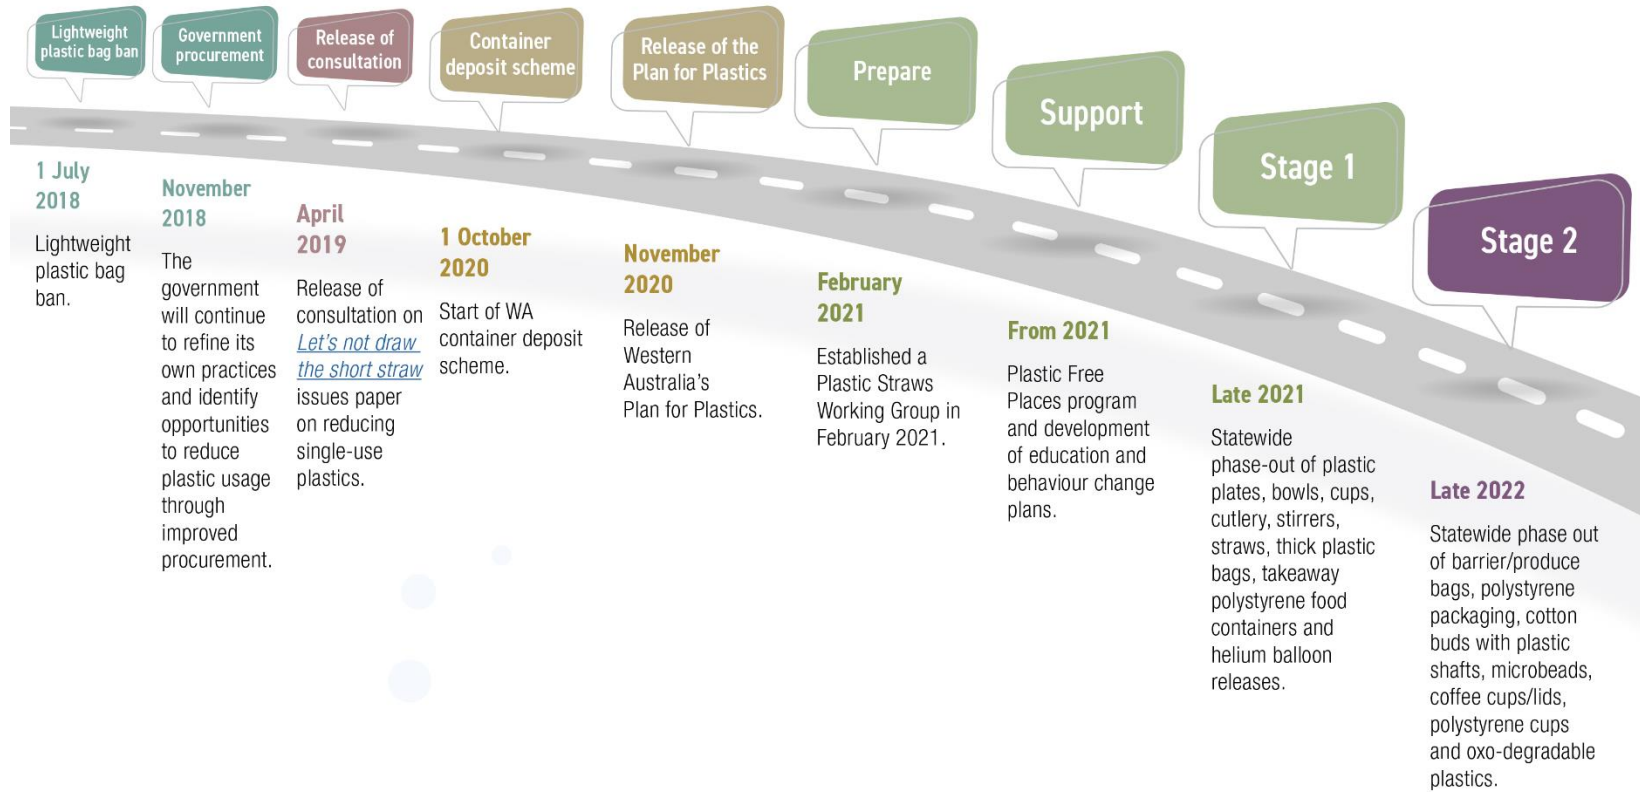 Lightweight
plastic bag ban
Government
procurement
Release of
consultation
Container
deposit scheme
Release of the
Plan for Plastics
Prepare
Support
Stage 1
Stage 2
1 July
2018
Lightweight
plastic bag
ban.
November
2018
The
government
will continue
to refine its
own practices
and identify
opportunities
to reduce
plastic usage
through
improved
procurement.
April
2019
Release of
consultation on
Let’s not draw
the short straw
issues paper
on reducing
single-use
plastics.
1 October
2020
Start of WA
container deposit
scheme.
November
2020
Release of
Western
Australia’s
Plan for Plastics.
February
2021
Established a
Plastic Straws
Working Group in
February 2021.
From 2021
Plastic Free
Places program
and development
of education and
behaviour change
plans.
Late 2021
Statewide
phase-out of plastic
plates, bowls, cups,
cutlery, stirrers,
straws, thick plastic
bags, takeaway
polystyrene food
containers and
helium balloon
releases.
Late 2022
Statewide phase out
of barrier/produce
bags, polystyrene
packaging, cotton
buds with plastic
shafts, microbeads,
coffee cups/lids,
polystyrene cups
and oxo-degradable
plastics.